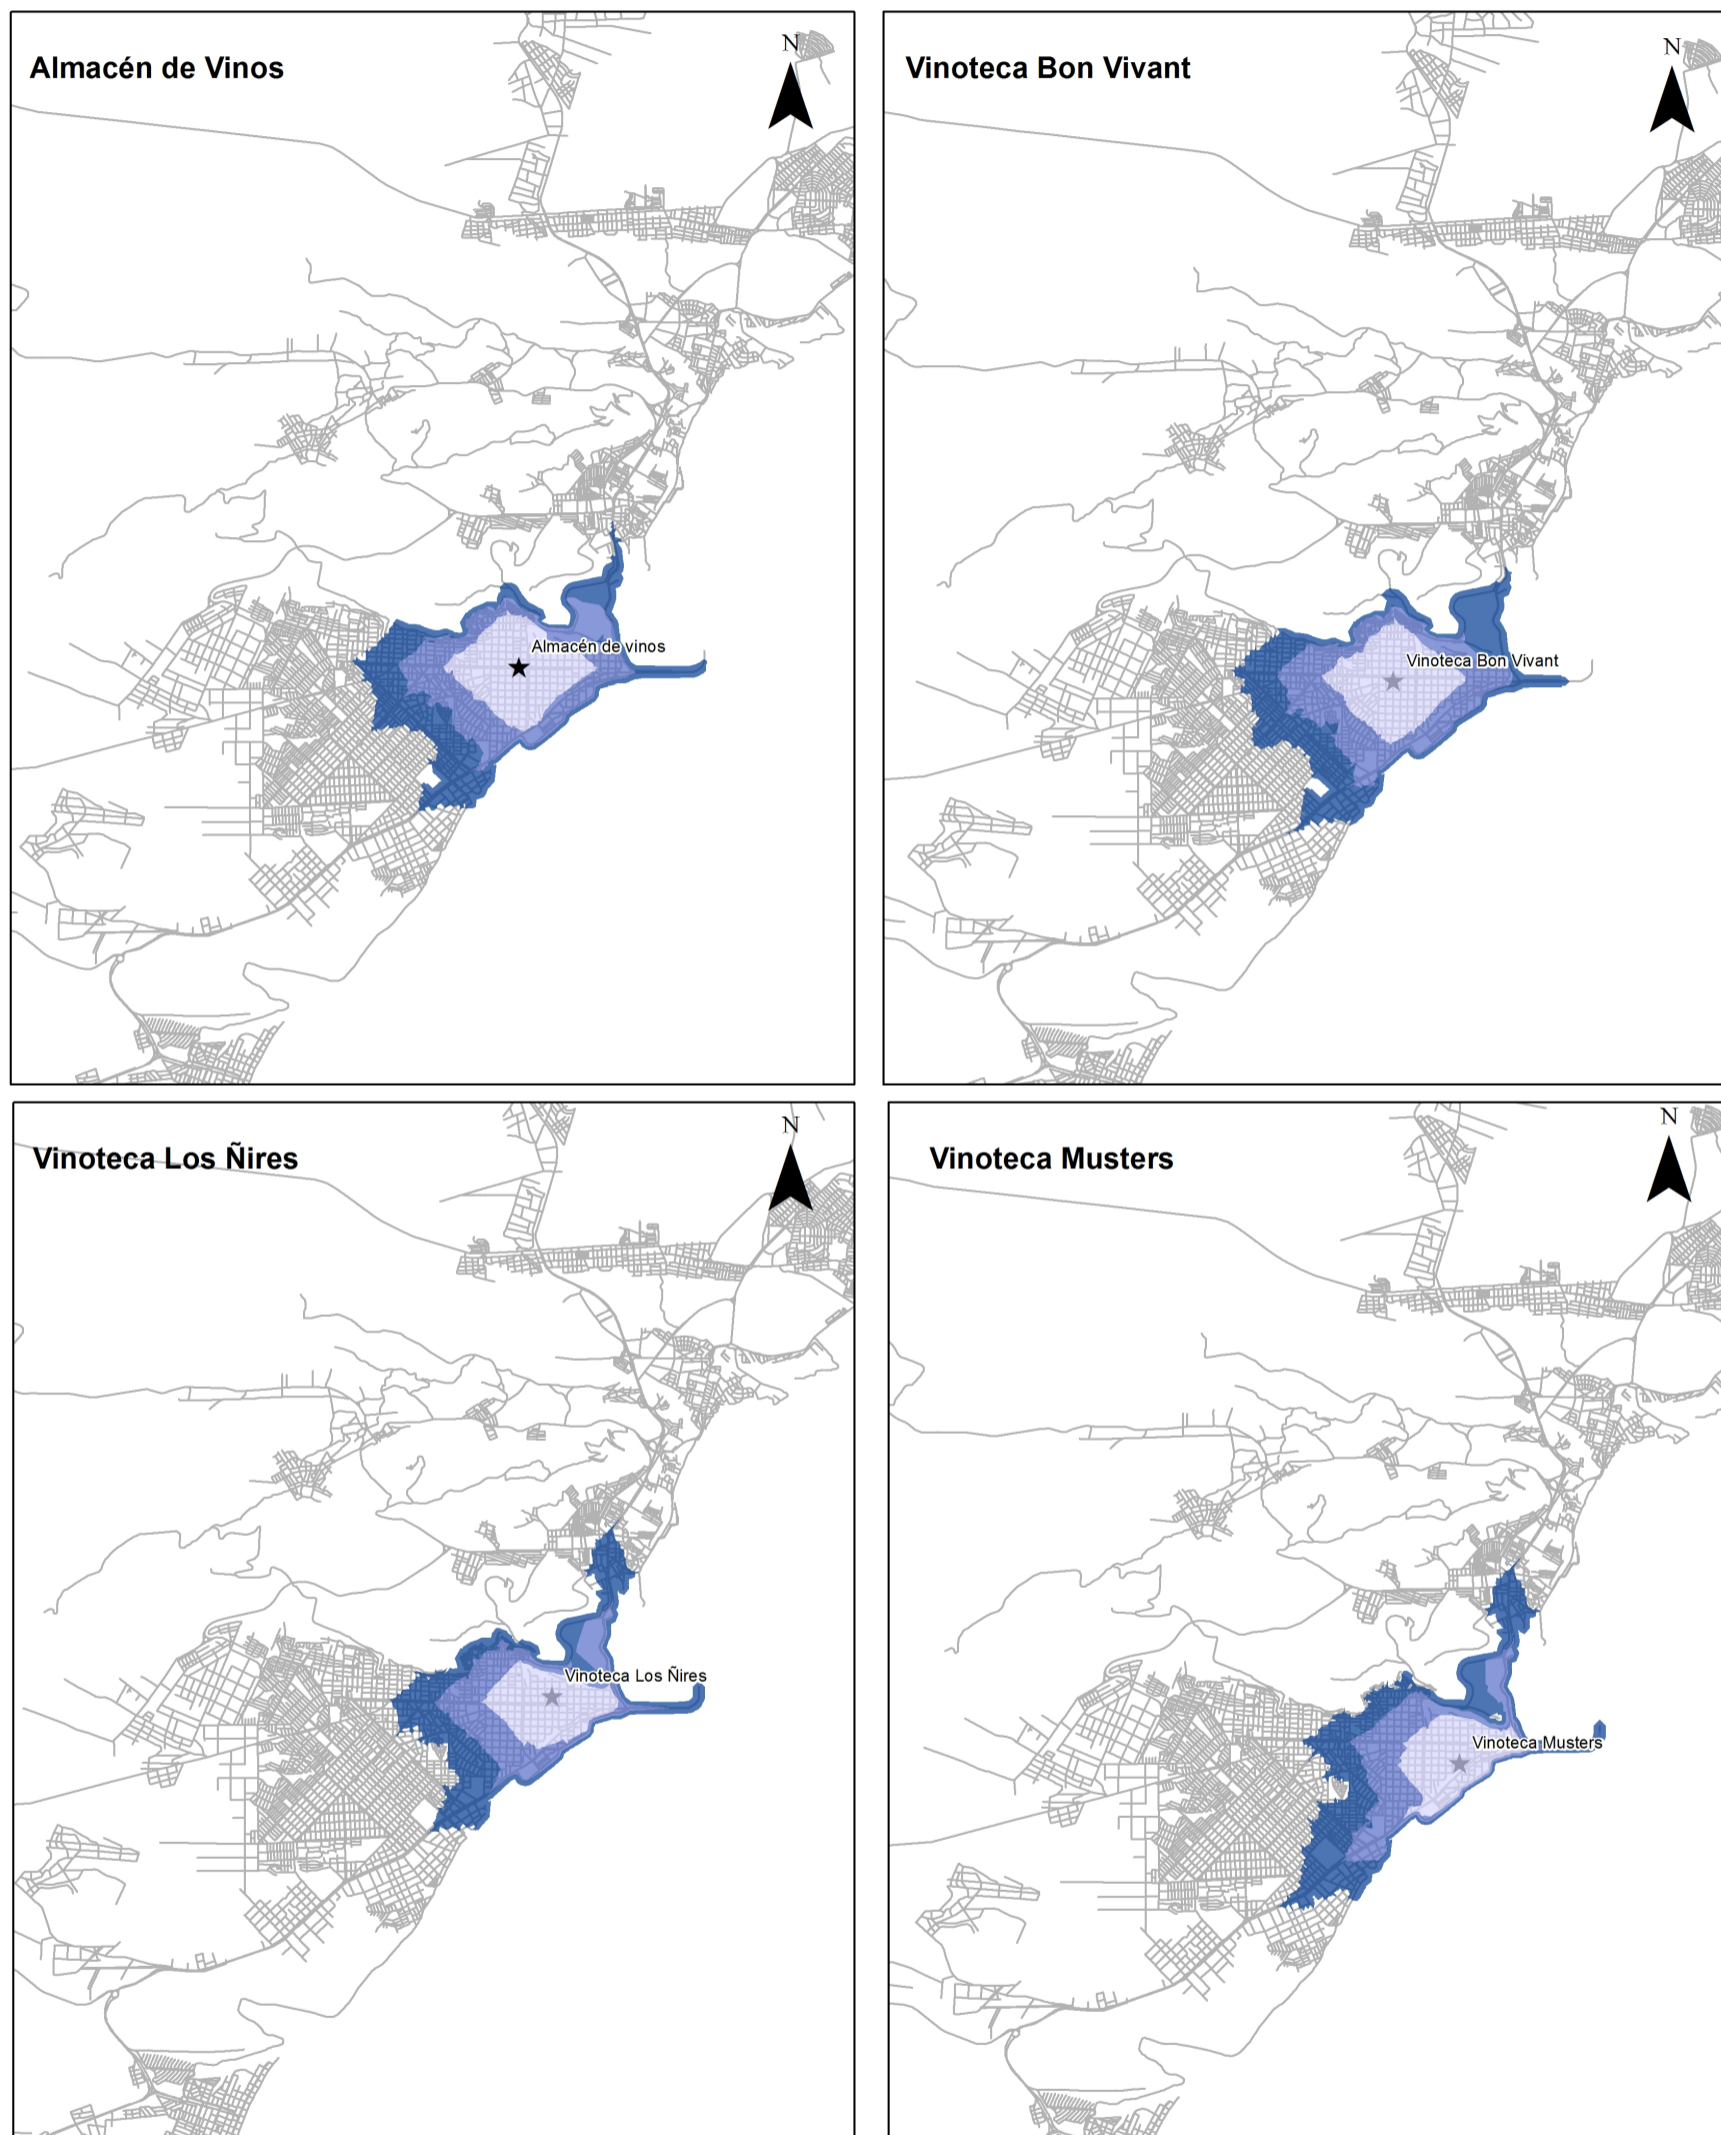 Almacén de Vinos
N
Almacén de vinos
Vinoteca Bon Vivant
N
Vinoteca Bon Vivant
Vinoteca Los Ñires
N
Vinoteca Los Ñires
Vinoteca Musters
N
Vinoteca Musters